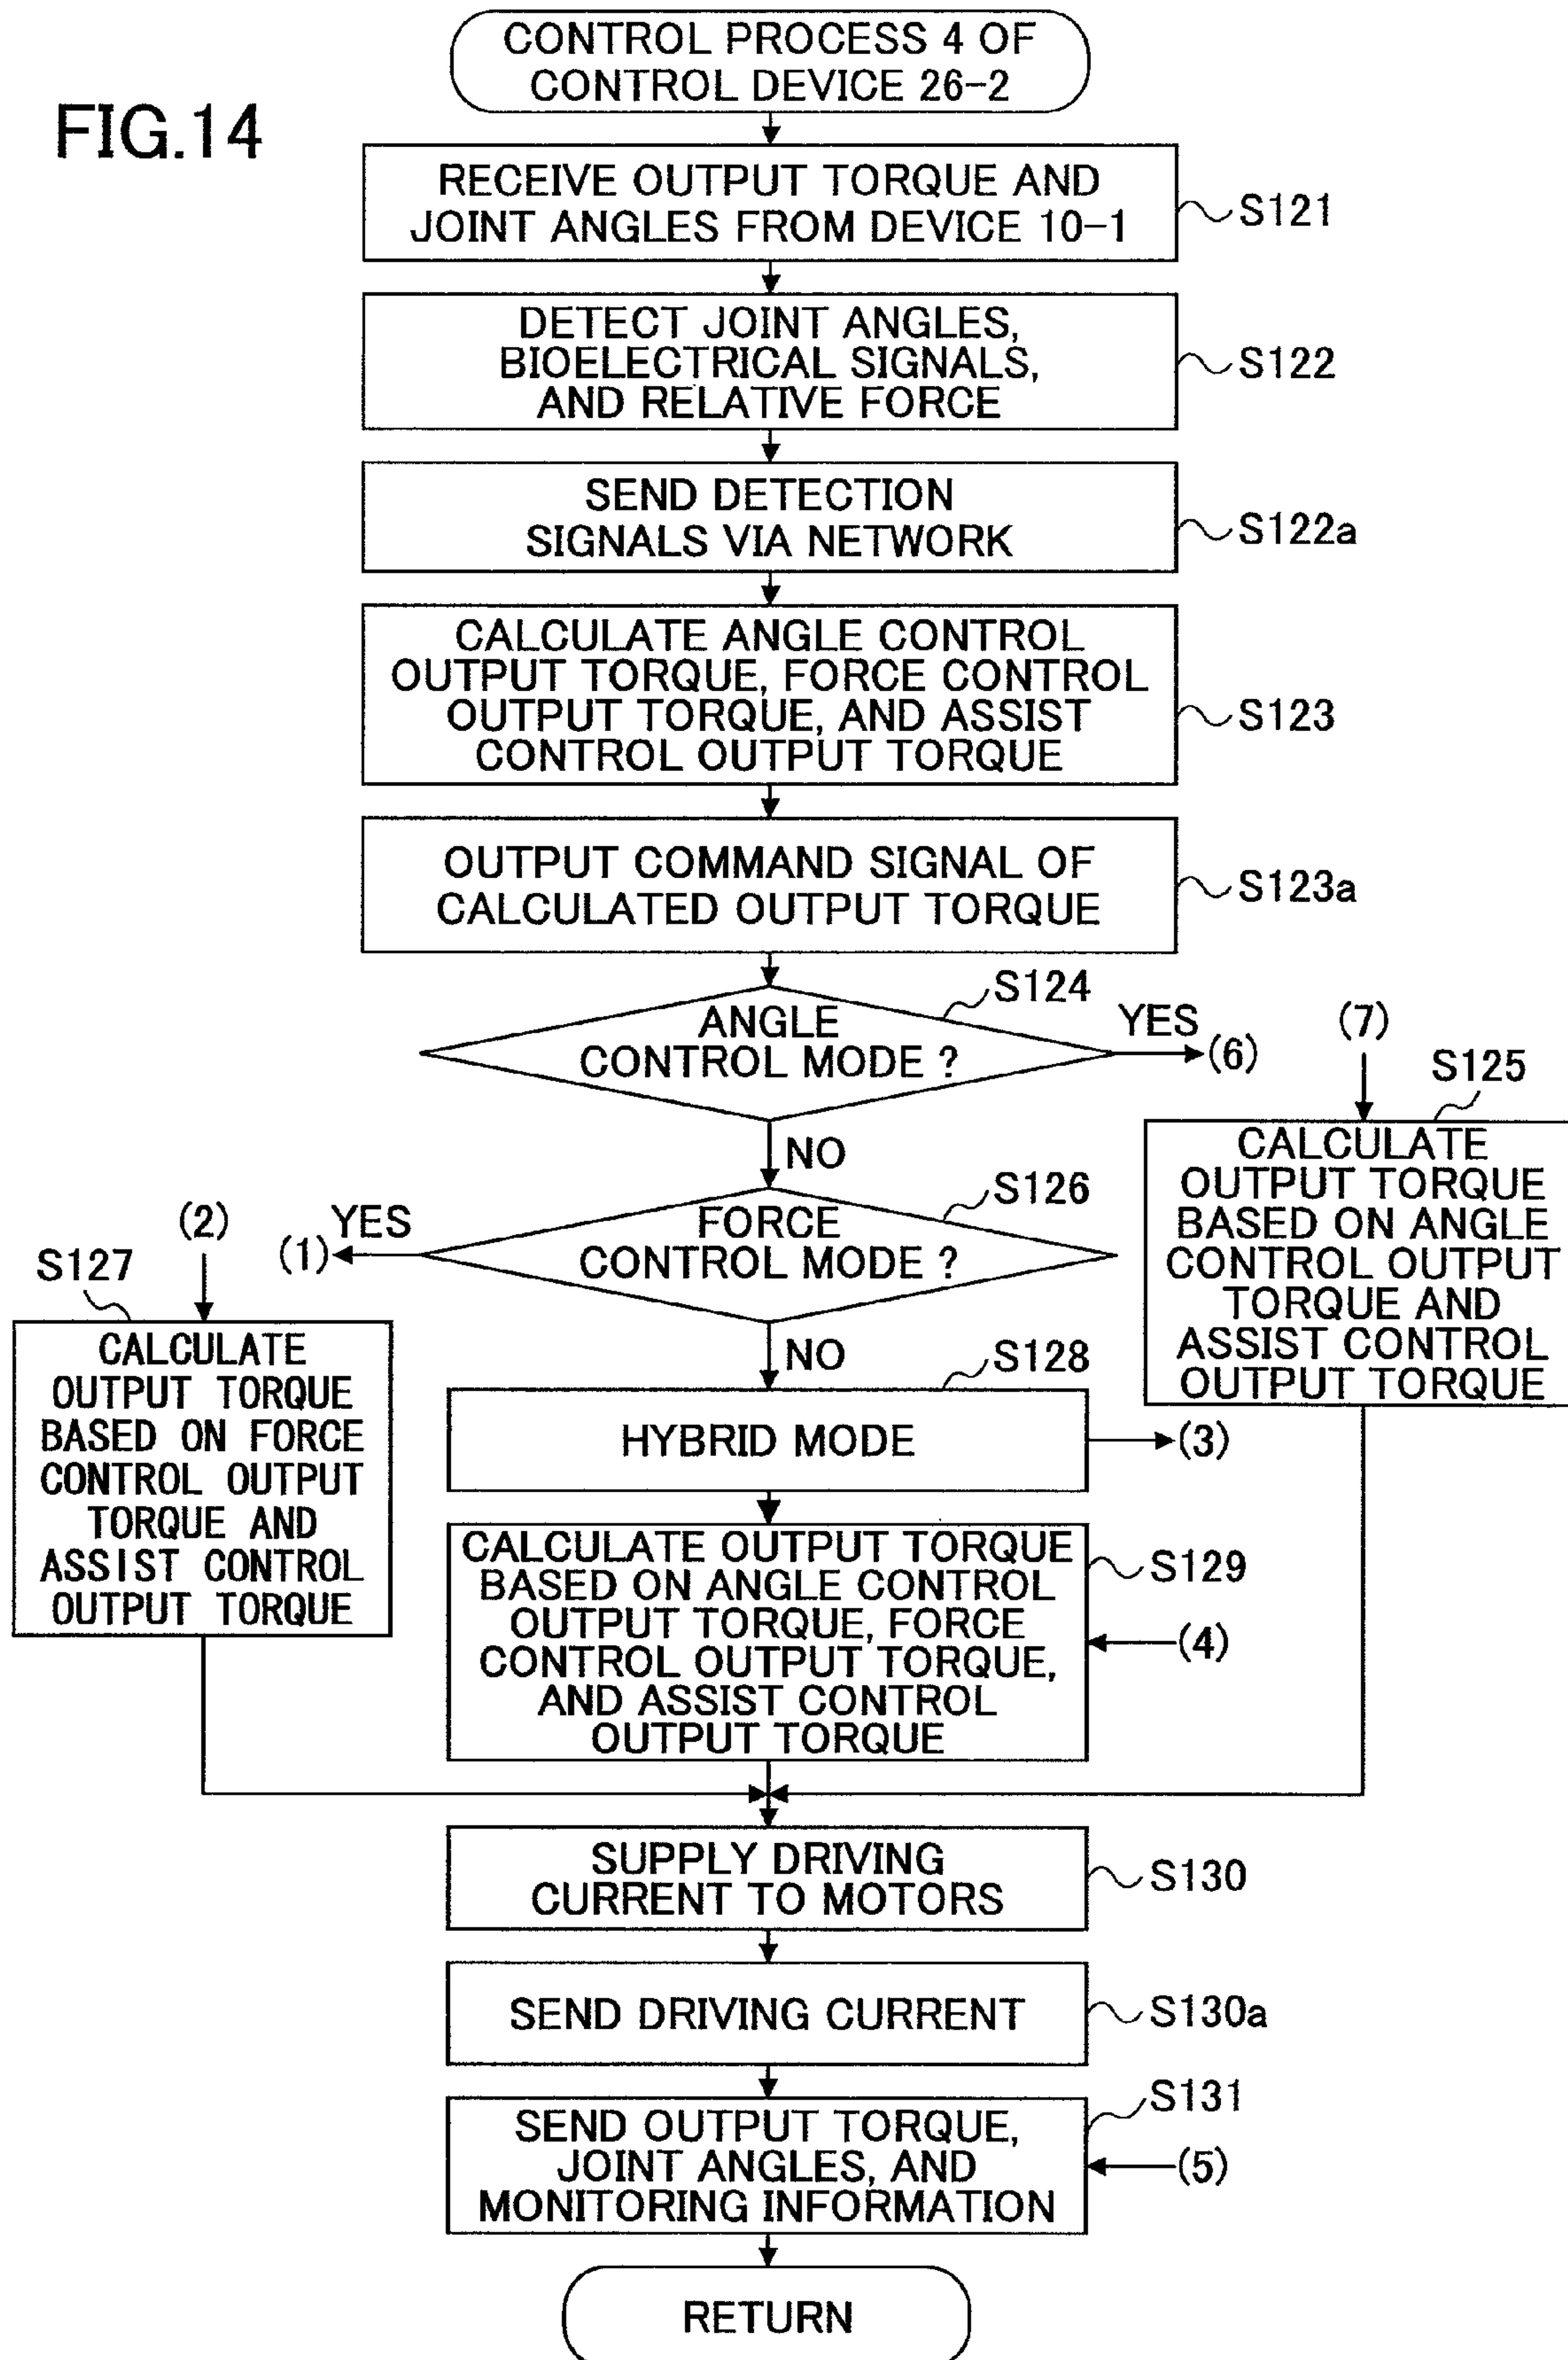 FIG.14
CONTROL PROCESS 4 OF
CONTROL DEVICE 26-2
RECEIVE OUTPUT TORQUE AND
JOINT ANGLES FROM DEVICE 10-1
S121
DETECT JOINT ANGLES,
BIOELECTRICAL SIGNALS,
AND RELATIVE FORCE
S122
SEND DETECTION
SIGNALS VIA NETWORK
S122a
CALCULATE ANGLE CONTROL
OUTPUT TORQUE, FORCE CONTROL
OUTPUT TORQUE, AND ASSIST
CONTROL OUTPUT TORQUE
S123
OUTPUT COMMAND SIGNAL OF
CALCULATED OUTPUT TORQUE
S123a
S124
ANGLE
CONTROL MODE ?
YES
(6)
NO
(7)
S125
CALCULATE
OUTPUT TORQUE
BASED ON ANGLE
CONTROL OUTPUT
TORQUE AND
ASSIST CONTROL
OUTPUT TORQUE
S126
FORCE
CONTROL MODE ?
YES
(1)
NO
(2)
S127
CALCULATE
OUTPUT TORQUE
BASED ON FORCE
CONTROL OUTPUT
TORQUE AND
ASSIST CONTROL
OUTPUT TORQUE
S128
HYBRID MODE
(3)
CALCULATE OUTPUT TORQUE
BASED ON ANGLE CONTROL
OUTPUT TORQUE, FORCE
CONTROL OUTPUT TORQUE,
AND ASSIST CONTROL
OUTPUT TORQUE
S129
(4)
SUPPLY DRIVING
CURRENT TO MOTORS
S130
SEND DRIVING CURRENT
S130a
S131
SEND OUTPUT TORQUE,
JOINT ANGLES, AND
MONITORING INFORMATION
(5)
RETURN